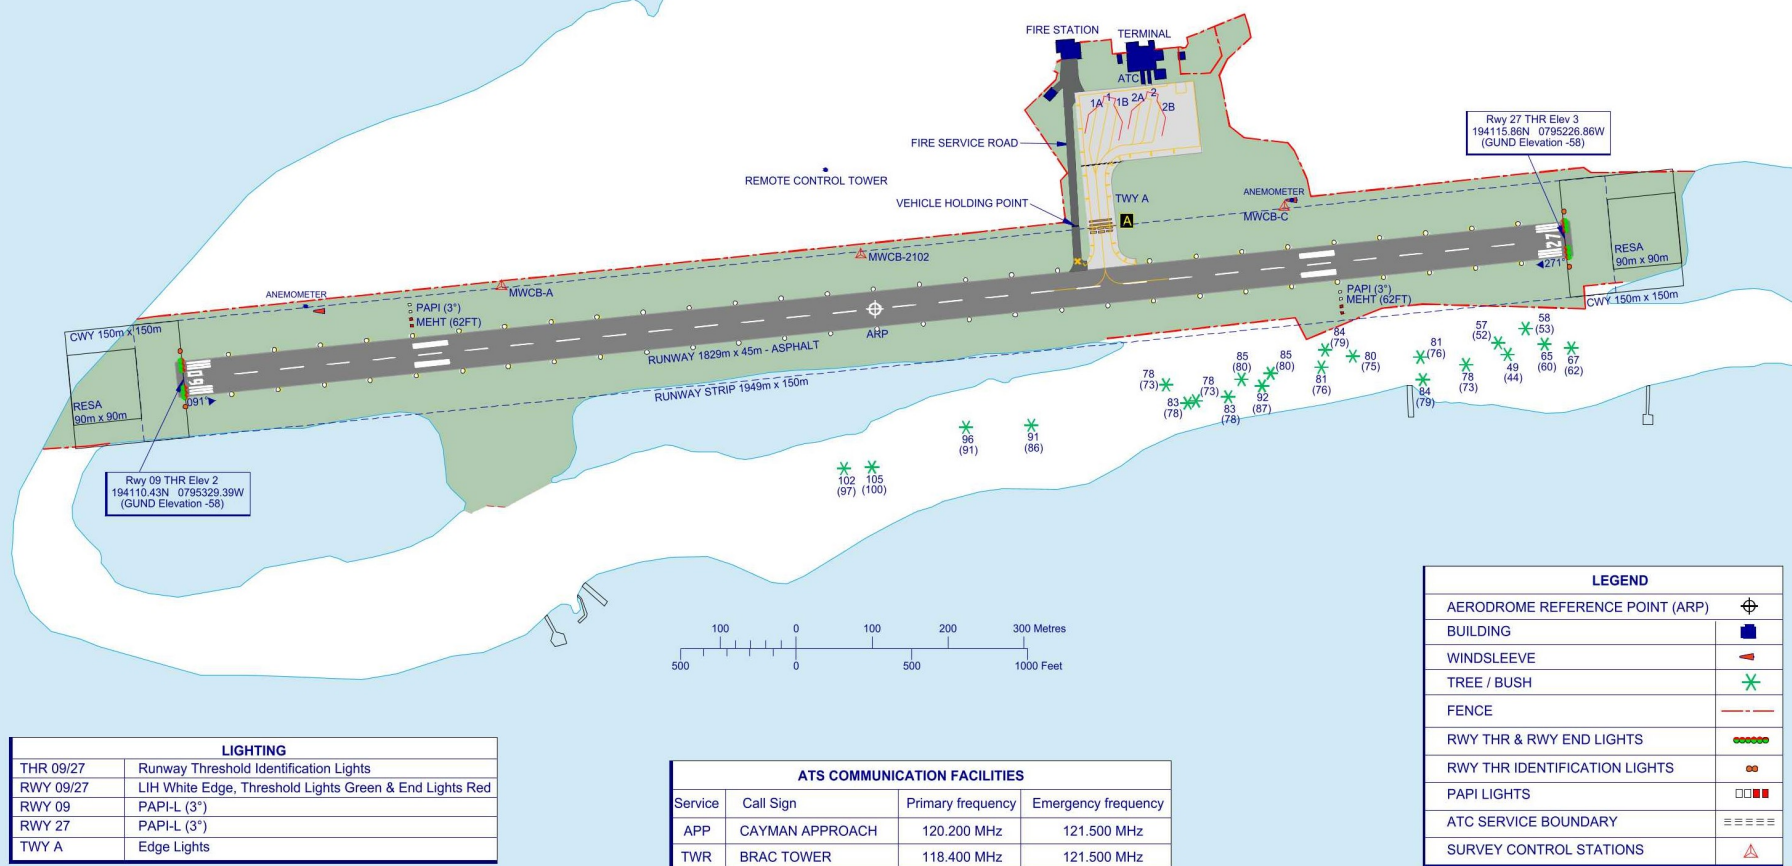 FIRE STATION
TERMINAL
ATC
1A
1
1B
2A
2
2B
Rwy 27 THR Elev 3
194115.86N 0795226.86W
(GUND Elevation -58)
FIRE SERVICE ROAD
REMOTE CONTROL TOWER
VEHICLE HOLDING POINT
TWY A
A
ANEMOMETER
MWCB-C
MWCB-2102
27
271°
RESA
90m x 90m
CWY 150m x 150m
ANEMOMETER
MWCB-A
PAPI (3°)
MEHT (62FT)
PAPI (3°)
MEHT (62FT)
ARP
CWY 150m x 150m
RUNWAY 1829m x 45m - ASPHALT
RUNWAY STRIP 1949m x 150m
09
091°
RESA
90m x 90m
Rwy 09 THR Elev 2
194110.43N 0795329.39W
(GUND Elevation -58)
102
(97)
105
(100)
96
(91)
91
(86)
78
(73)
83
(78)
78
(73)
83
(78)
85
(80)
92
(87)
85
(80)
84
(79)
81
(76)
80
(75)
81
(76)
84
(79)
78
(73)
57
(52)
49
(44)
58
(53)
65
(60)
67
(62)
100 0 100 200 300 Metres
500 0 500 1000 Feet
LIGHTING
THR 09/27 Runway Threshold Identification Lights
RWY 09/27 LIH White Edge, Threshold Lights Green & End Lights Red
RWY 09 PAPI-L (3°)
RWY 27 PAPI-L (3°)
TWY A Edge Lights
ATS COMMUNICATION FACILITIES
Service Call Sign Primary frequency Emergency frequency
APP CAYMAN APPROACH 120.200 MHz 121.500 MHz
TWR BRAC TOWER 118.400 MHz 121.500 MHz
LEGEND
AERODROME REFERENCE POINT (ARP)
BUILDING
WINDSLEEVE
TREE / BUSH
FENCE
RWY THR & RWY END LIGHTS
RWY THR IDENTIFICATION LIGHTS
PAPI LIGHTS
ATC SERVICE BOUNDARY
SURVEY CONTROL STATIONS